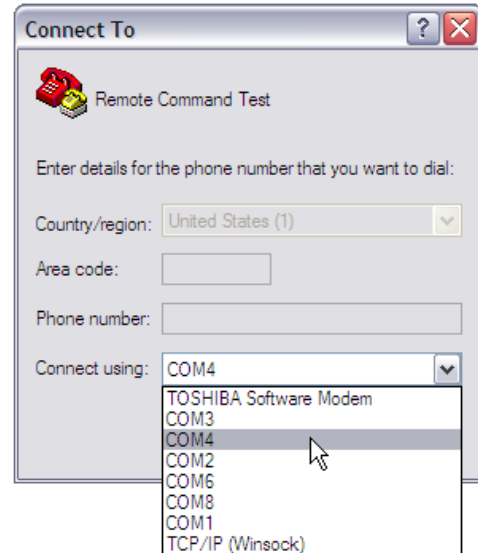 Connect To
?
Remote Command Test
Enter details for the phone number that you want to dial:
Country/region: United States (1)
Area code:
Phone number:
Connect using: COM4
TOSHIBA Software Modem
COM3
COM4
COM2
COM6
COM8
COM1
TCP/IP (Winsock)